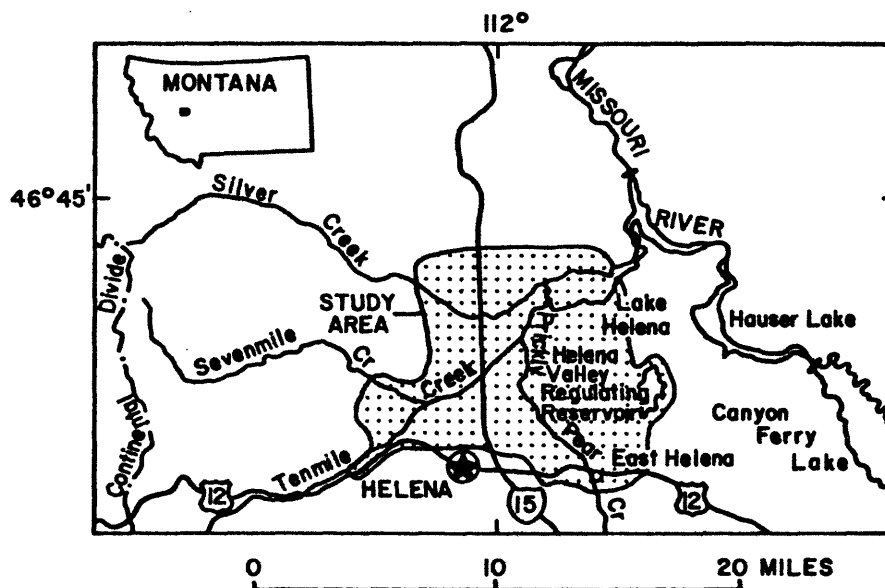 112°
MONTANA
MISSOURI
RIVER
46°45'
Silver
Creek
Divide
STUDY
AREA
Lake
Helena
Hauser Lake
Prickly
Sevenmile
Cr
Creek
Helena
Valley
Regulating
Reservoir
Canyon
Ferry
Lake
Continental
Pear
Tenmile
East Helena
HELENA
12
15
Cr
12
0 10 20 MILES